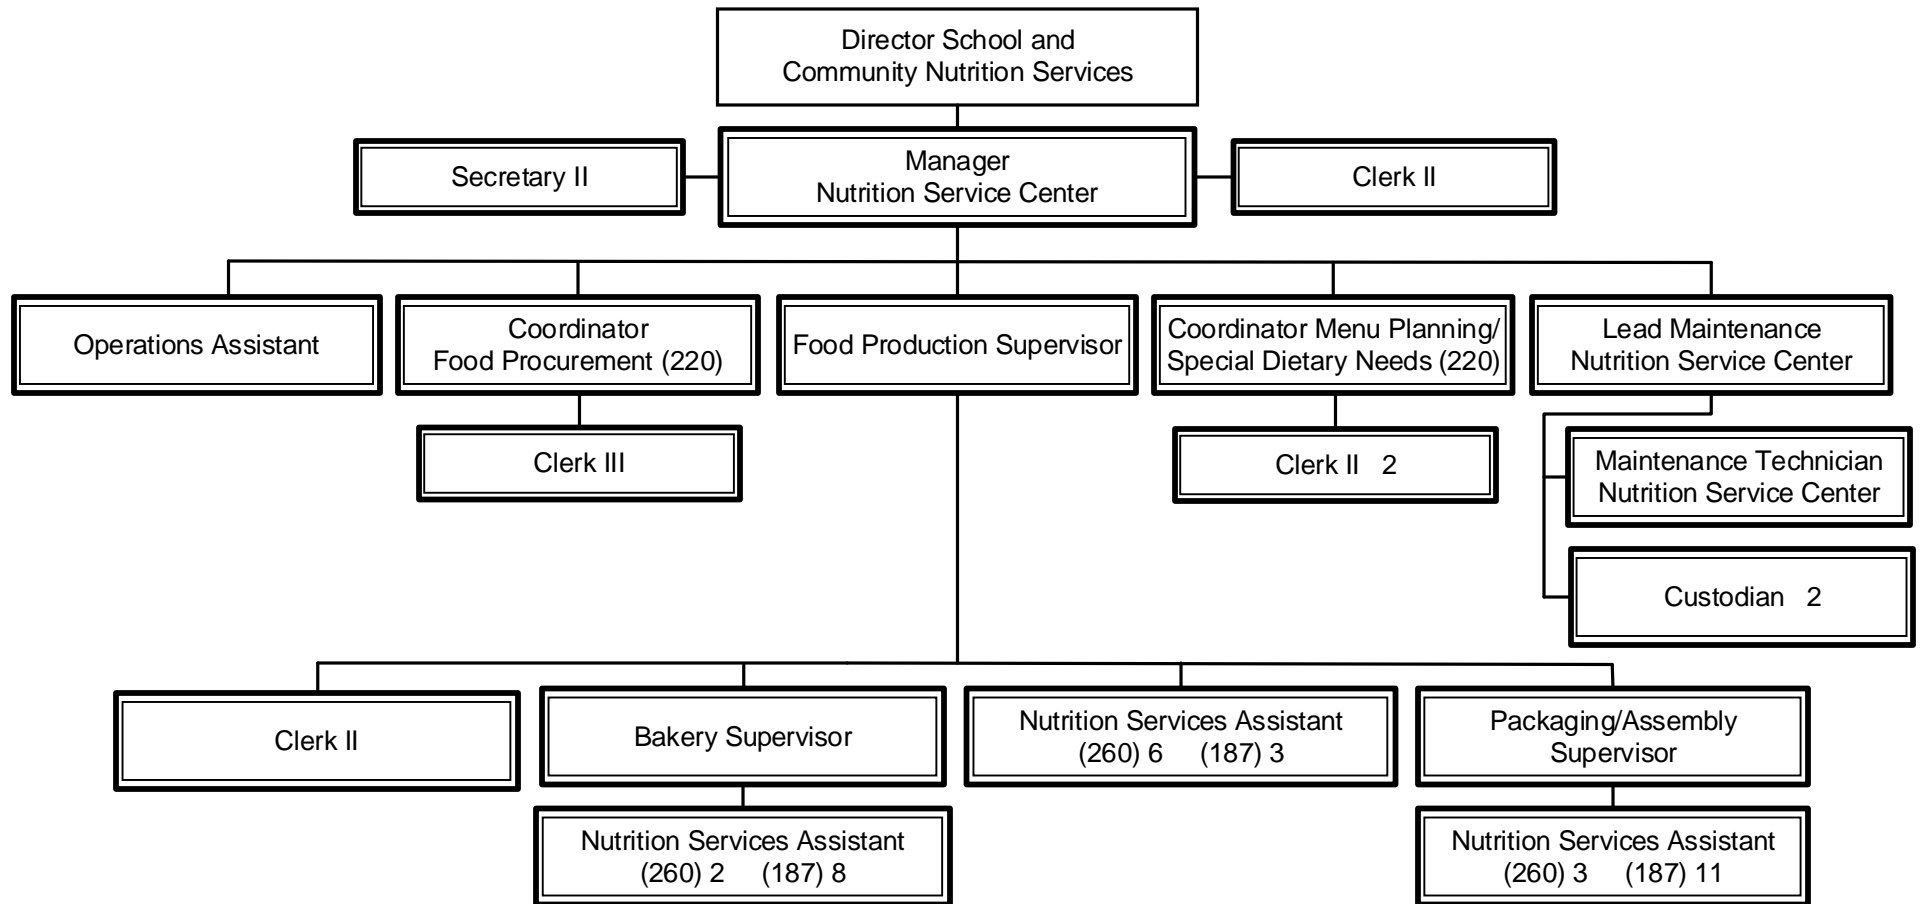 Director School and
Community Nutrition Services
Secretary II
Manager
Nutrition Service Center
Clerk II
Operations Assistant
Coordinator
Food Procurement (220)
Food Production Supervisor
Coordinator Menu Planning/
Special Dietary Needs (220)
Lead Maintenance
Nutrition Service Center
Clerk III
Clerk II 2
Maintenance Technician
Nutrition Service Center
Custodian 2
Clerk II
Bakery Supervisor
Nutrition Services Assistant
(260) 6 (187) 3
Packaging/Assembly
Supervisor
Nutrition Services Assistant
(260) 2 (187) 8
Nutrition Services Assistant
(260) 3 (187) 11